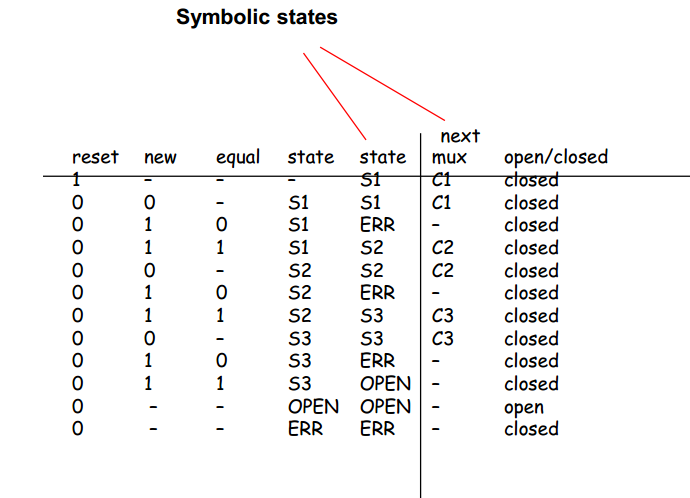 Symbolic states
next
reset new equal state state mux open/closed
1 – – – S1 C1 closed
0 0 – S1 S1 C1 closed
0 1 0 S1 ERR – closed
0 1 1 S1 S2 C2 closed
0 0 – S2 S2 C2 closed
0 1 0 S2 ERR – closed
0 1 1 S2 S3 C3 closed
0 0 – S3 S3 C3 closed
0 1 0 S3 ERR – closed
0 1 1 S3 OPEN – closed
0 – – OPEN OPEN – open
0 – – ERR ERR – closed